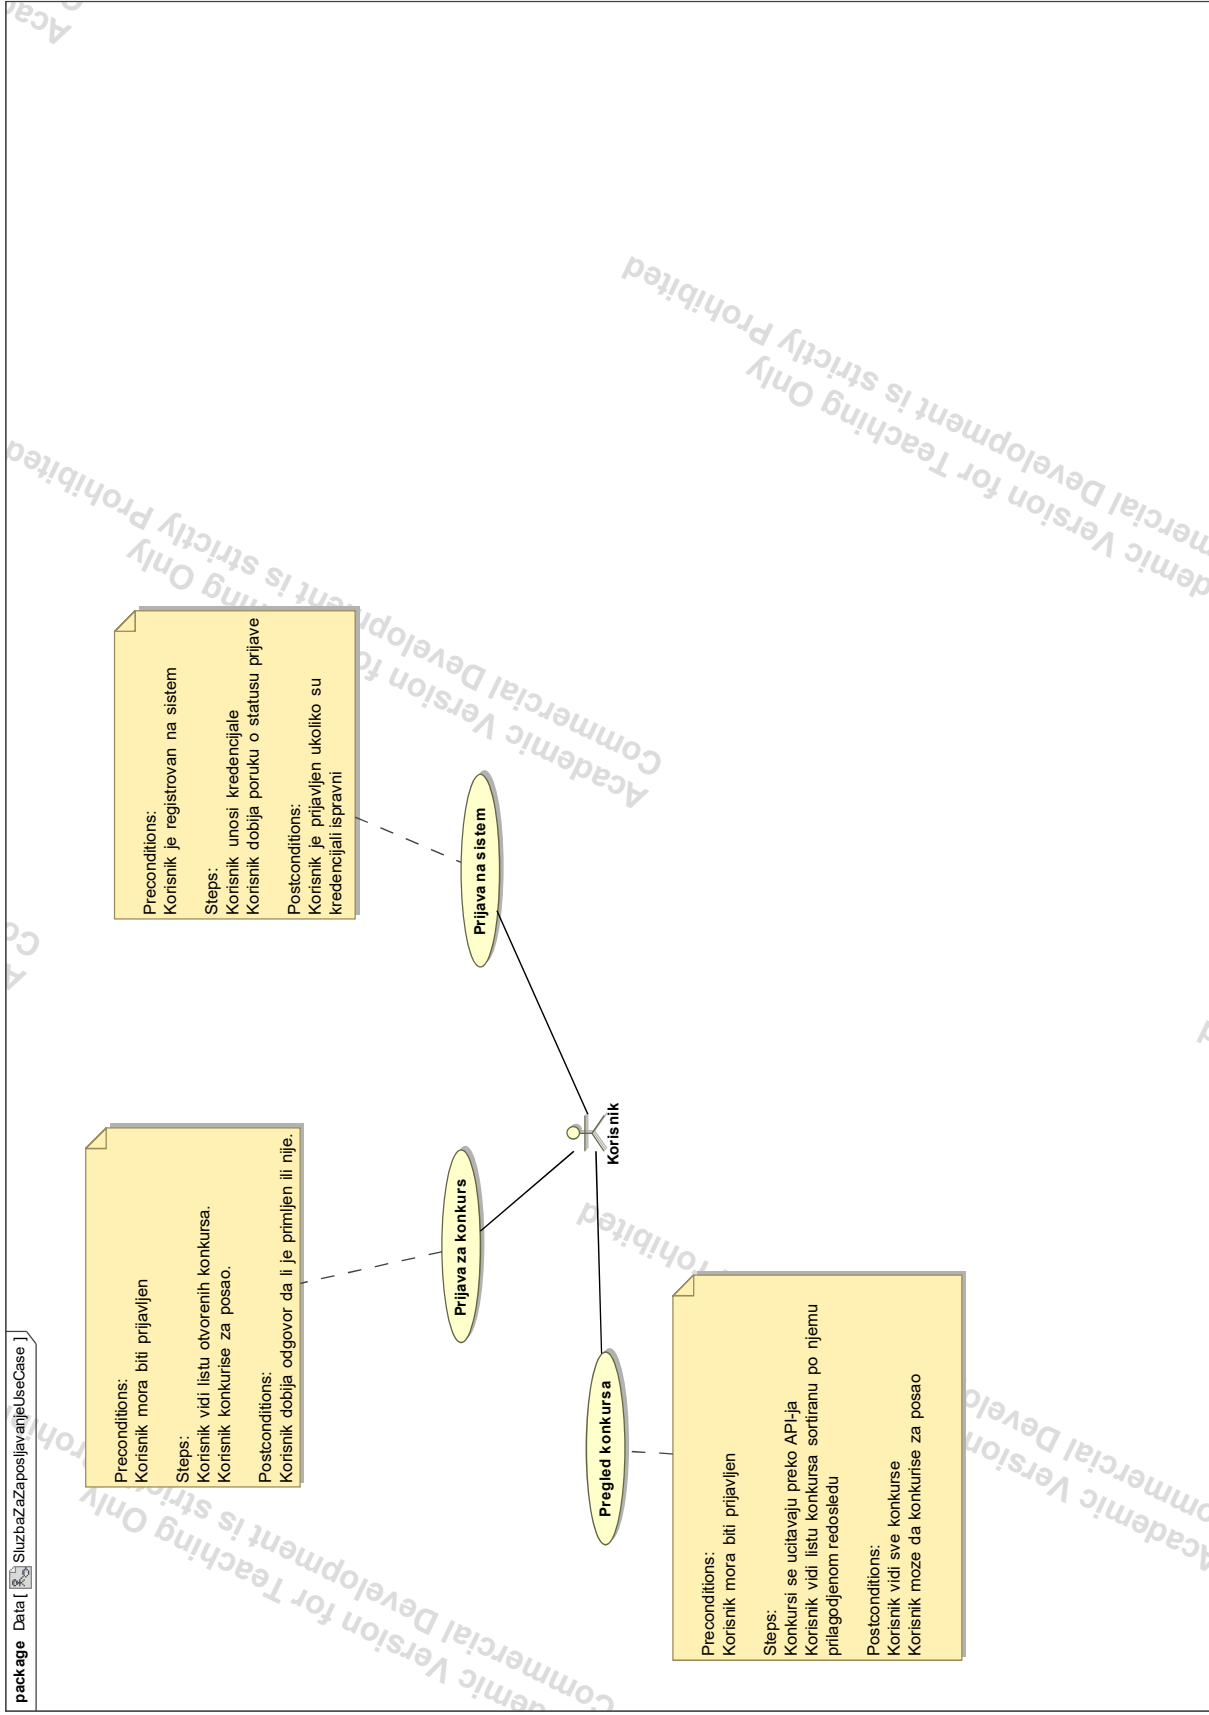 package Data [ SluzbaZaZaposljavanjeUseCase ]
Preconditions:
Korisnik mora biti prijavljen
Steps:
Korisnik vidi listu otvorenih konkursa.
Korisnik konkurise za posao.
Postconditions:
Korisnik dobija odgovor da li je primljen ili nije.
Preconditions:
Korisnik je registrovan na sistem
Steps:
Korisnik unosi kredencijale
Korisnik dobija poruku o statusu prijave
Postconditions:
Korisnik je prijavljen ukoliko su
kredencijali ispravni
Prijava za konkurs
Prijava na sistem
Korisnik
Pregled konkursa
Preconditions:
Korisnik mora biti prijavljen
Steps:
Konkursi se ucitavaju preko API-ja
Korisnik vidi listu konkursa sortiranu po njemu
prilagodjenom redosledu
Postconditions:
Korisnik vidi sve konkurse
Korisnik moze da konkurise za posao
Academic Version for Teaching Only
Commercial Development is strictly Prohibited